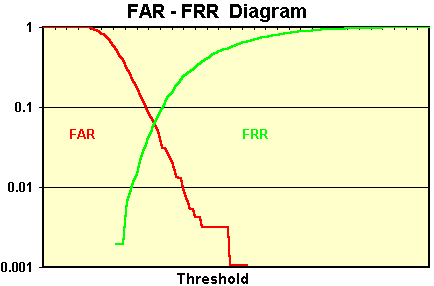 FAR - FRR Diagram
1
0.1
FAR FRR
0.01
0.001
Threshold